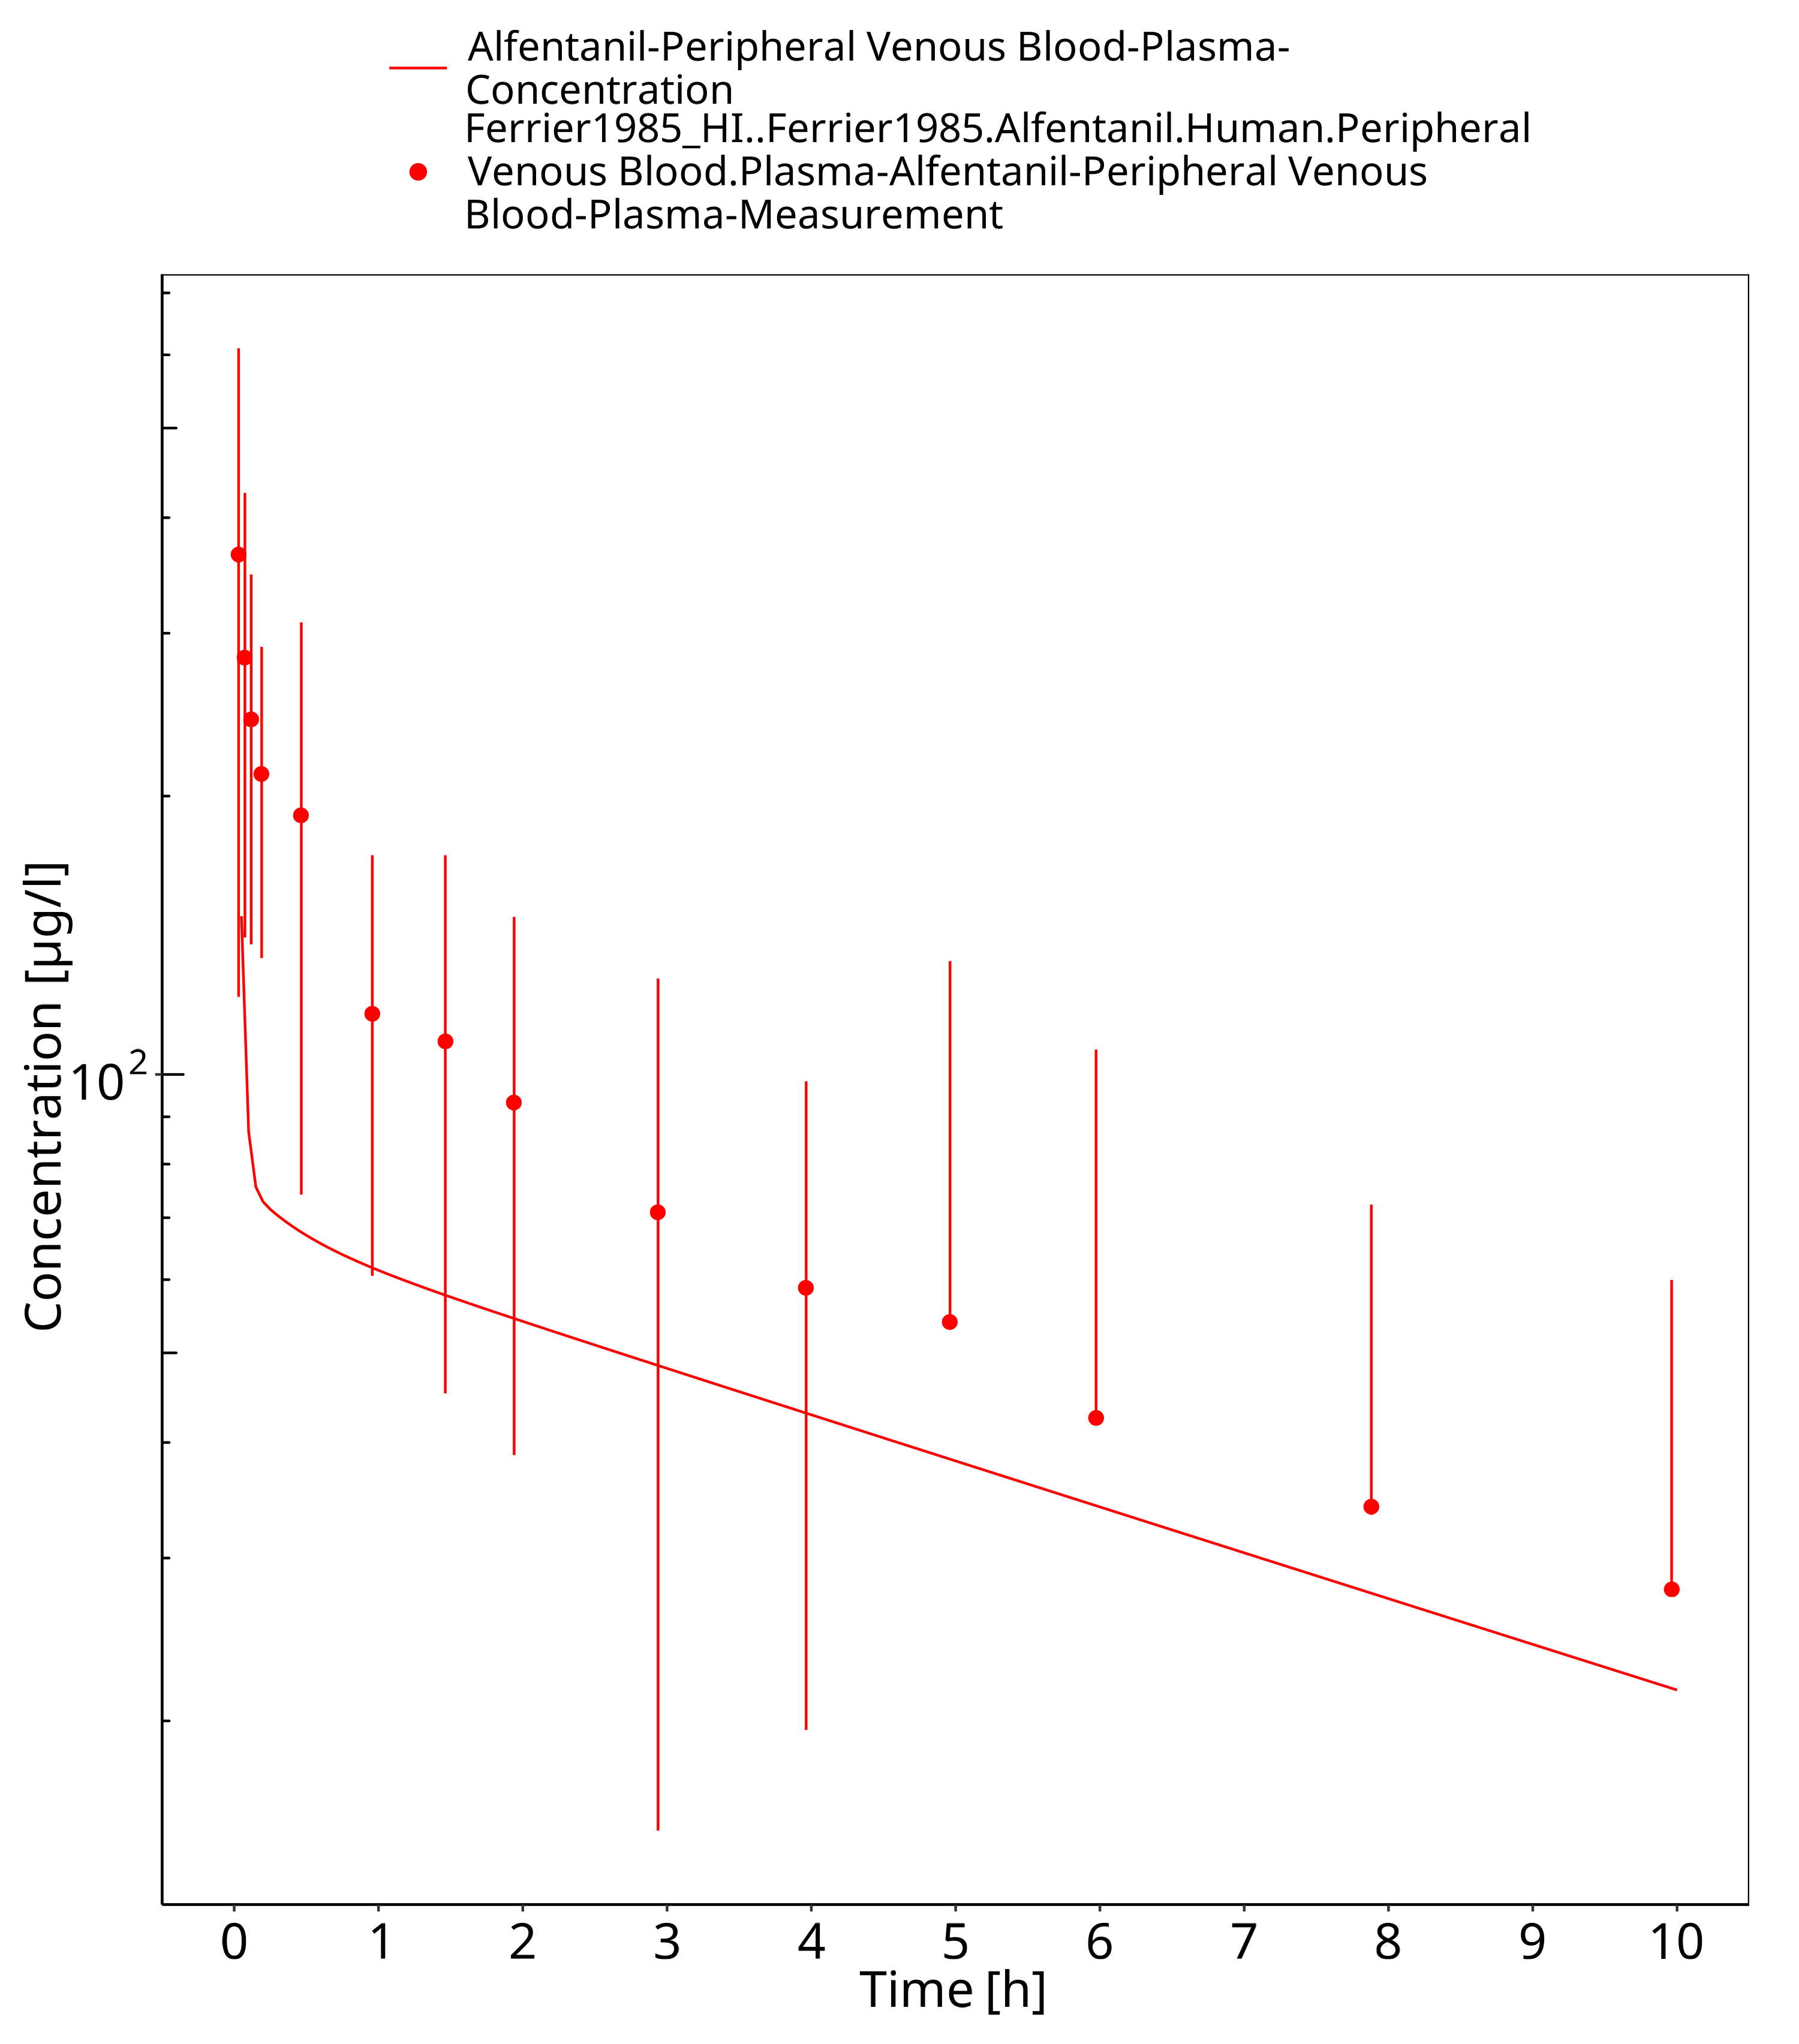 Alfentanil-Peripheral Venous Blood-Plasma-
Concentration
Ferrier1985_HI..Ferrier1985.Alfentanil.Human.Peripheral
Venous Blood.Plasma-Alfentanil-Peripheral Venous
Blood-Plasma-Measurement
Concentration [µg/l]
10²
0 1 2 3 4 5 6 7 8 9 10
Time [h]